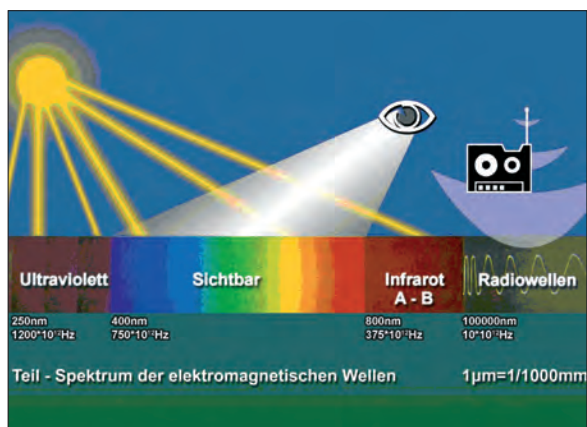 Ultraviolett
Sichtbar
Infrarot
A - B
Radiowellen
250nm
1200*10¹²Hz
400nm
750*10¹²Hz
800nm
375*10¹²Hz
100000nm
10*10¹²Hz
Teil - Spektrum der elektromagnetischen Wellen
1µm=1/1000mm